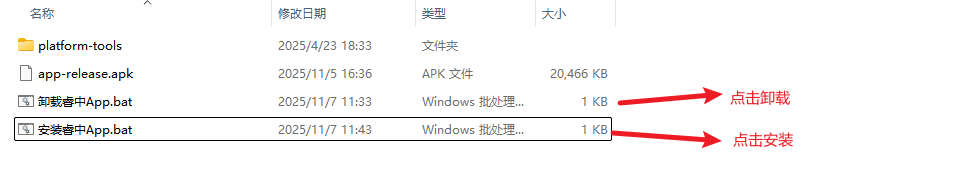 名称 修改日期 类型 大小
platform-tools 2025/4/23 18:33 文件夹
app-release.apk 2025/11/5 16:36 APK 文件 20,466 KB
卸载睿中App.bat 2025/11/7 11:33 Windows 批处理... 1 KB 点击卸载
安装睿中App.bat 2025/11/7 11:43 Windows 批处理... 1 KB 点击安装